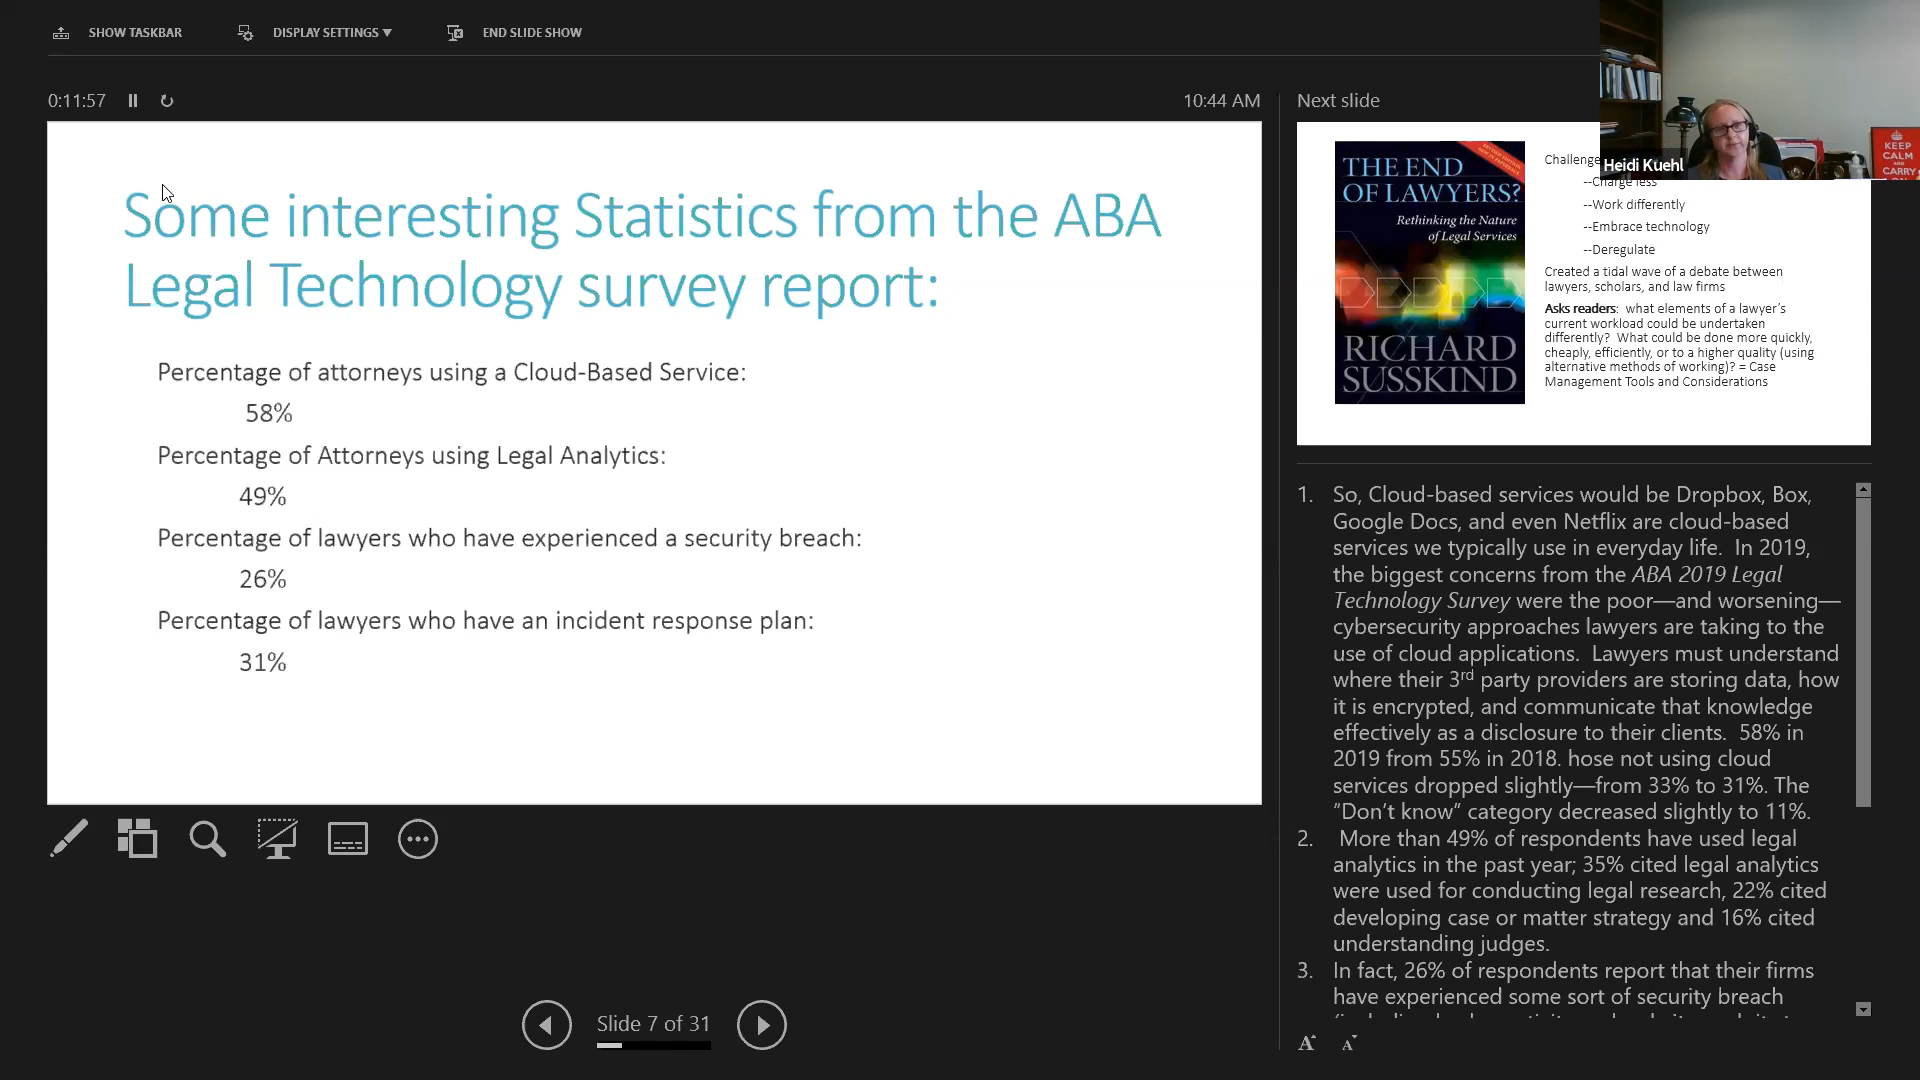 SHOW TASKBAR
DISPLAY SETTINGS ▼
END SLIDE SHOW
0:11:57
10:44 AM
Some interesting Statistics from the ABA
Legal Technology survey report:
Percentage of attorneys using a Cloud-Based Service:
58%
Percentage of Attorneys using Legal Analytics:
49%
Percentage of lawyers who have experienced a security breach:
26%
Percentage of lawyers who have an incident response plan:
31%
Slide 7 of 31
Next slide
THE END
OF LAWYERS?
Rethinking the Nature
of Legal Services
RICHARD
SUSSKIND
Challenge
--Charge less
--Work differently
--Embrace technology
--Deregulate
Created a tidal wave of a debate between
lawyers, scholars, and law firms
Asks readers: what elements of a lawyer's
current workload could be undertaken
differently? What could be done more quickly,
cheaply, efficiently, or to a higher quality (using
alternative methods of working)? = Case
Management Tools and Considerations
Heidi Kuehl
KEEP
CALM
AND
CARRY
1. So, Cloud-based services would be Dropbox, Box,
Google Docs, and even Netflix are cloud-based
services we typically use in everyday life. In 2019,
the biggest concerns from the ABA 2019 Legal
Technology Survey were the poor—and worsening—
cybersecurity approaches lawyers are taking to the
use of cloud applications. Lawyers must understand
where their 3rd party providers are storing data, how
it is encrypted, and communicate that knowledge
effectively as a disclosure to their clients. 58% in
2019 from 55% in 2018. hose not using cloud
services dropped slightly—from 33% to 31%. The
"Don't know" category decreased slightly to 11%.
2. More than 49% of respondents have used legal
analytics in the past year; 35% cited legal analytics
were used for conducting legal research, 22% cited
developing case or matter strategy and 16% cited
understanding judges.
3. In fact, 26% of respondents report that their firms
have experienced some sort of security breach
A A